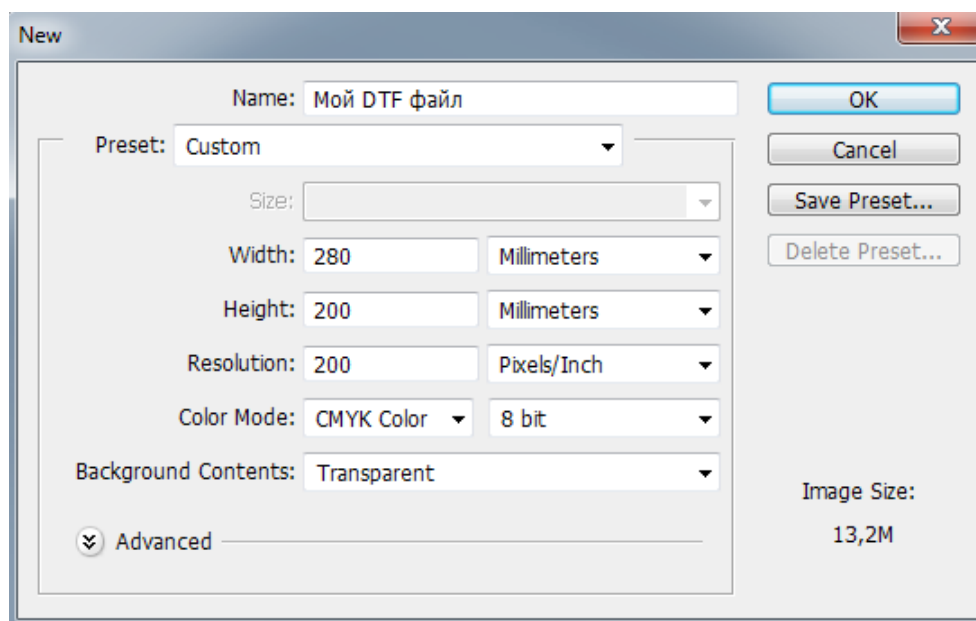 New
Name: Мой DTF файл
OK
Preset: Custom
Cancel
Size:
Save Preset...
Width: 280 Millimeters
Delete Preset...
Height: 200 Millimeters
Resolution: 200 Pixels/Inch
Color Mode: CMYK Color 8 bit
Background Contents: Transparent
Image Size:
Advanced
13,2M